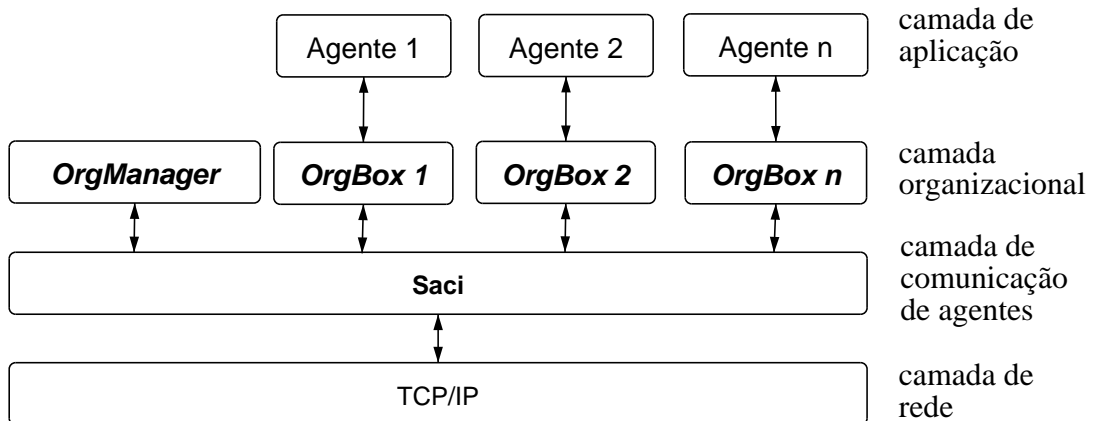 Agente 1
Agente 2
Agente n
camada de
aplicação
OrgManager
OrgBox 1
OrgBox 2
OrgBox n
camada
organizacional
Saci
camada de
comunicação
de agentes
TCP/IP
camada de
rede